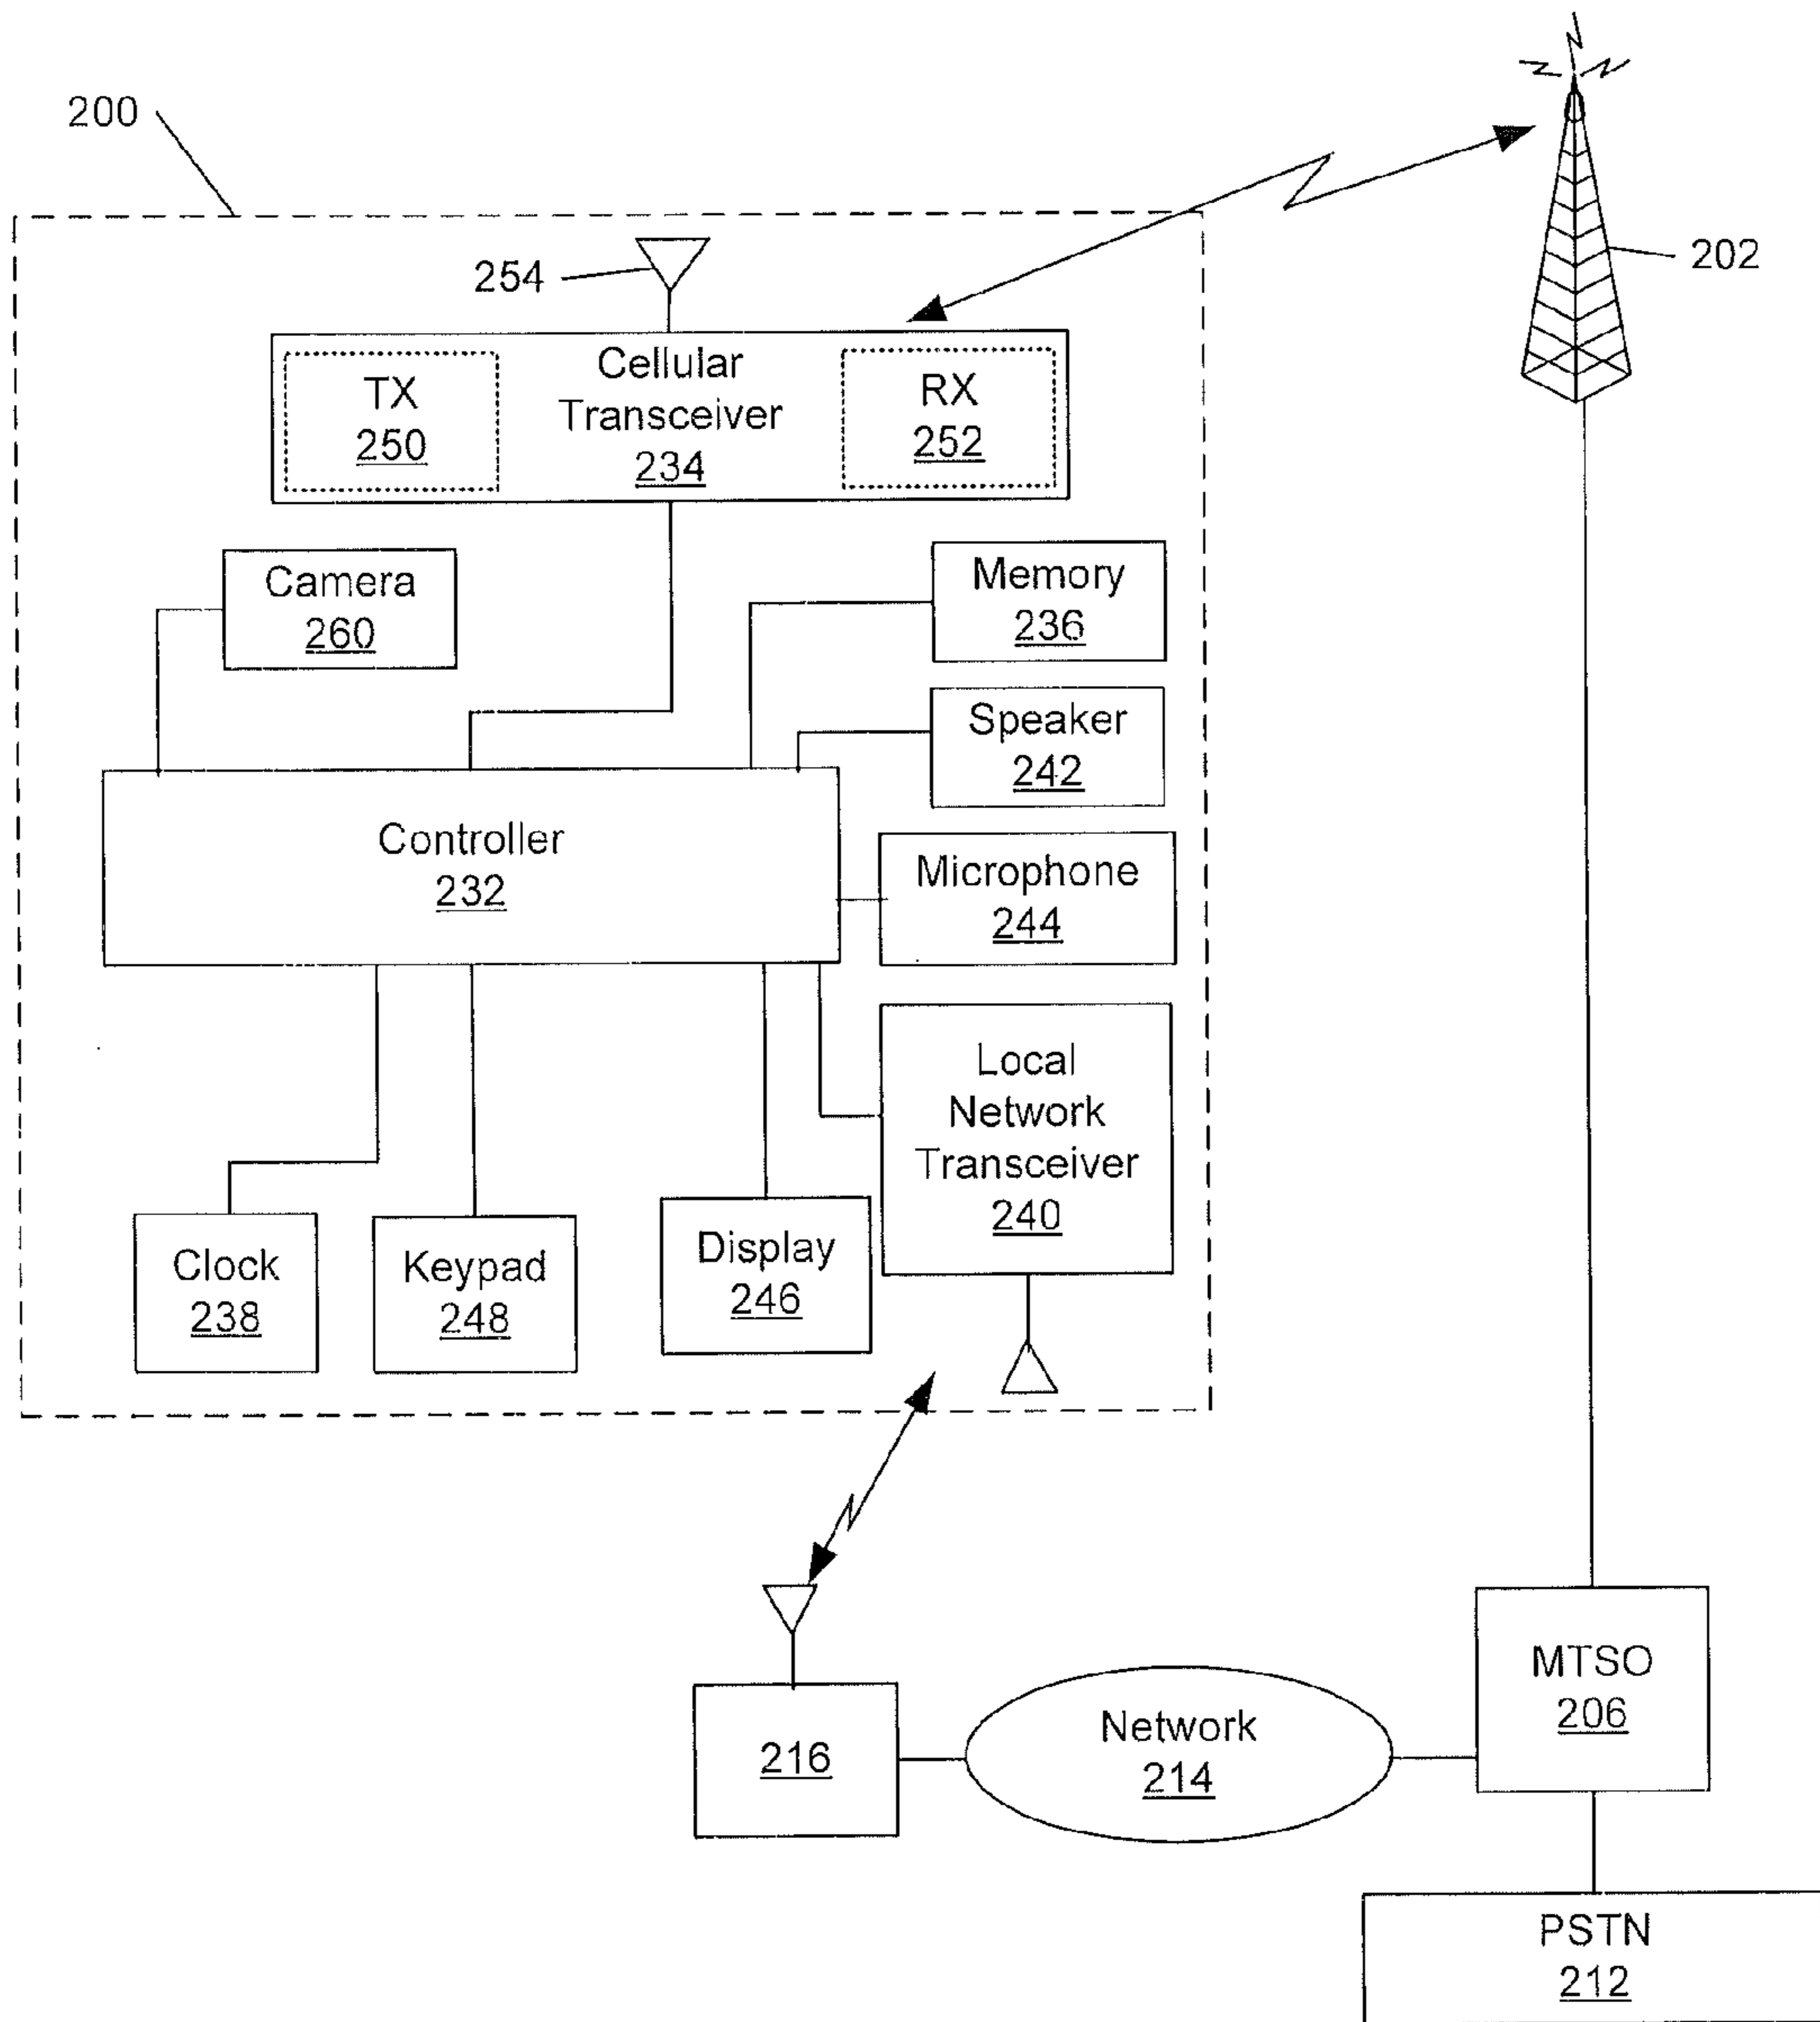 200
202
254
TX
250
Cellular
Transceiver
234
RX
252
Camera
260
Memory
236
Speaker
242
Controller
232
Microphone
244
Local
Network
Transceiver
240
Clock
238
Keypad
248
Display
246
MTSO
206
216
Network
214
PSTN
212